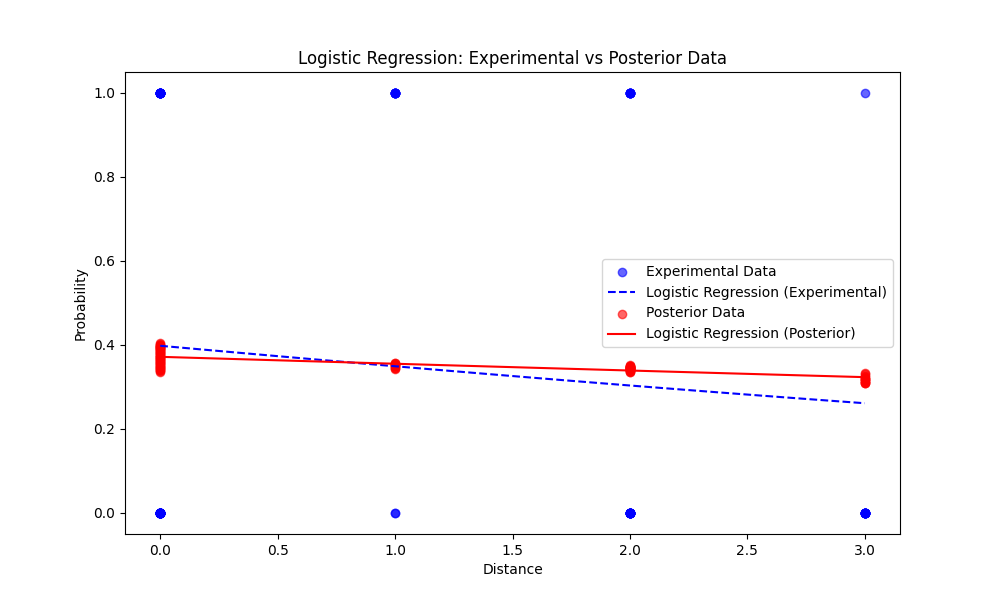 Logistic Regression: Experimental vs Posterior Data
Probability
1.0
0.8
0.6
0.4
0.2
0.0
Experimental Data
Logistic Regression (Experimental)
Posterior Data
Logistic Regression (Posterior)
0.0 0.5 1.0 1.5 2.0 2.5 3.0
Distance